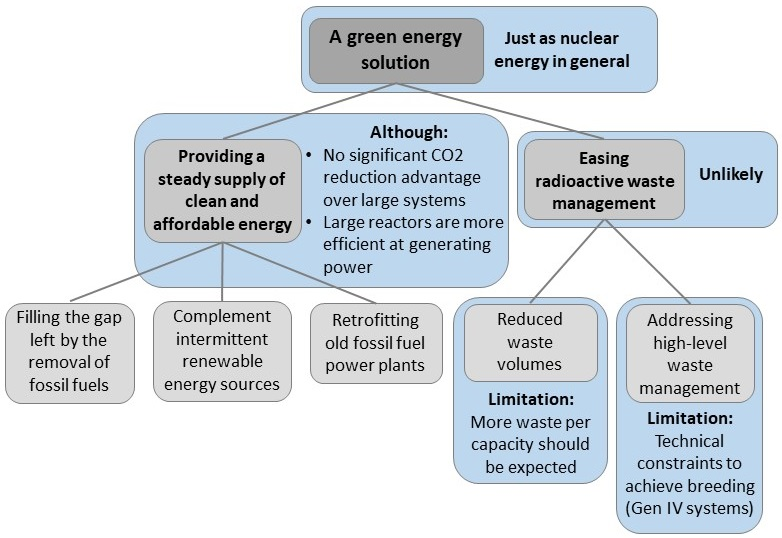 A green energy
solution
Just as nuclear
energy in general
Providing a
steady supply of
clean and
affordable energy
Although:
• No significant CO2
reduction advantage
over large systems
• Large reactors are more
efficient at generating
power
Easing
radioactive waste
management
Unlikely
Filling the gap
left by the
removal of
fossil fuels
Complement
intermittent
renewable
energy sources
Retrofitting
old fossil fuel
power plants
Reduced
waste
volumes
Limitation:
More waste per
capacity should
be expected
Addressing
high-level
waste
management
Limitation:
Technical
constraints to
achieve breeding
(Gen IV systems)